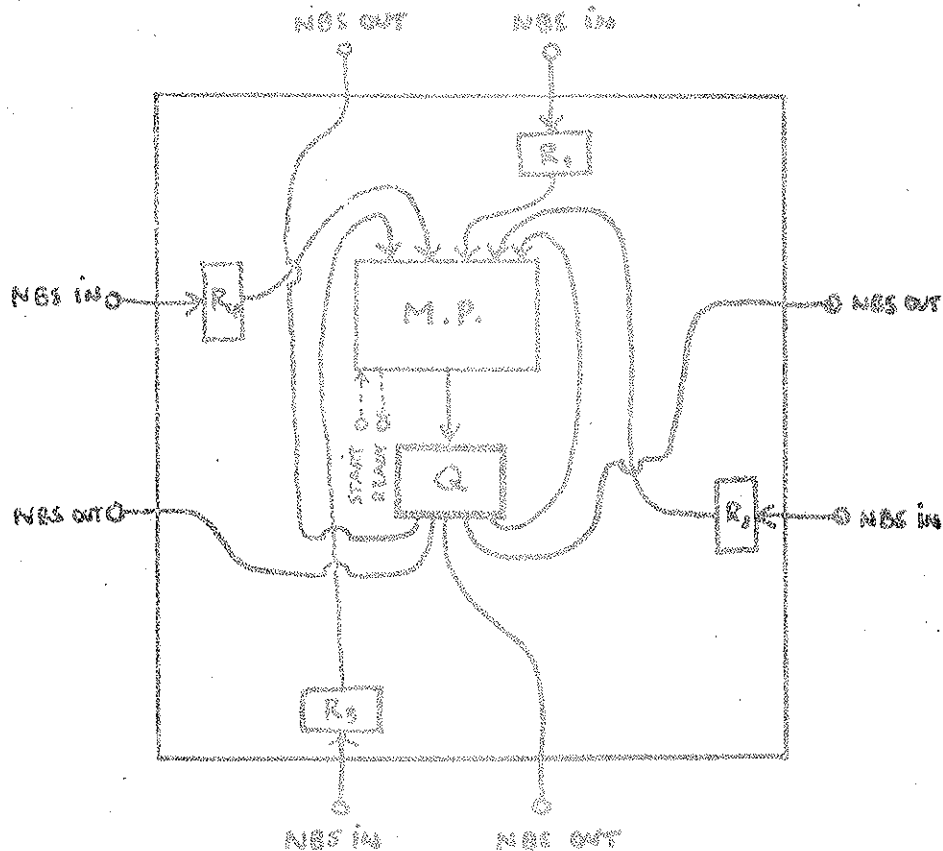 NBS OUT
NBS IN
R₁
NBS IN
R₄
M.P.
NBS OUT
START
READY
Q
NBS OUT
R₂
NBS IN
R₃
NBS IN
NBS OUT